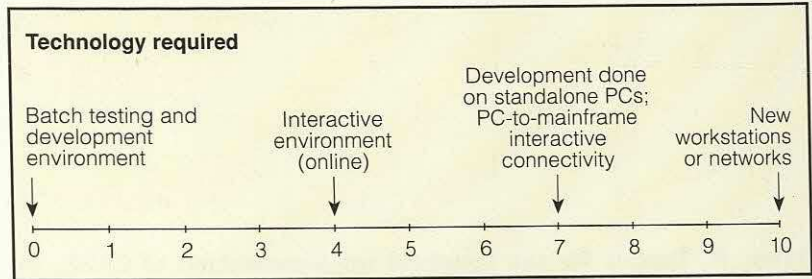 Technology required
Batch testing and
development
environment
Interactive
environment
(online)
Development done
on standalone PCs;
PC-to-mainframe
interactive
connectivity
New
workstations
or networks
0 1 2 3 4 5 6 7 8 9 10